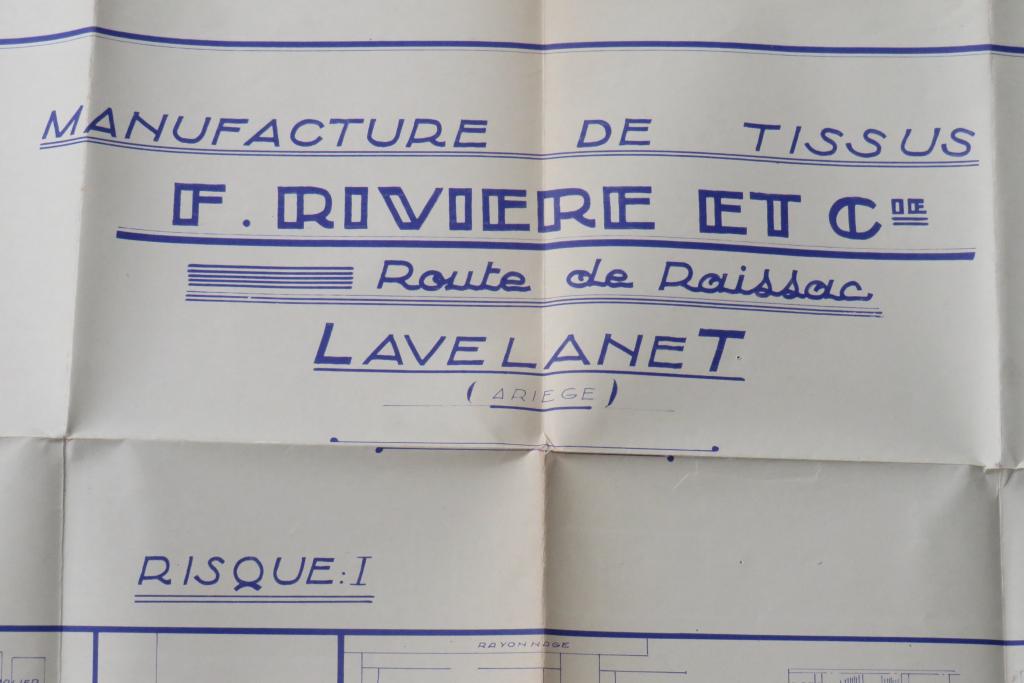 MANUFACTURE DE TISSUS
F. RIVIERE ET Cie
Route de Raissac
LAVELANET
(ARIEGE)
RISQUE: I
RAYONNAGE